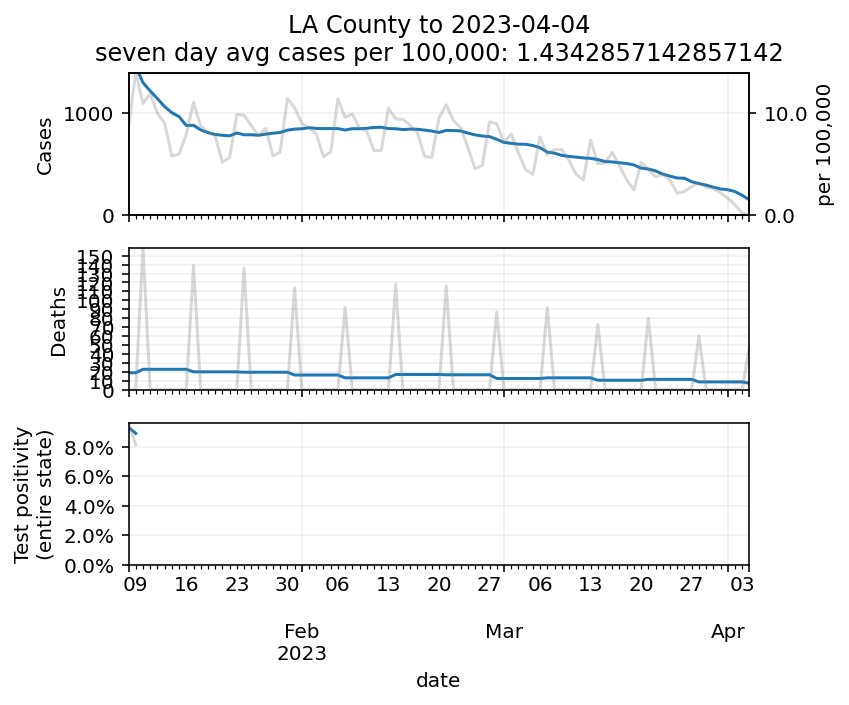 LA County to 2023-04-04
seven day avg cases per 100,000: 1.4342857142857142
1000
0
Cases
10.0
0.0
per 100,000
150
140
130
120
110
100
90
80
70
60
50
40
30
20
10
0
Deaths
8.0%
6.0%
4.0%
2.0%
0.0%
Test positivity
(entire state)
09 16 23 30 06 13 20 27 06 13 20 27 03
Feb Mar Apr
2023
date